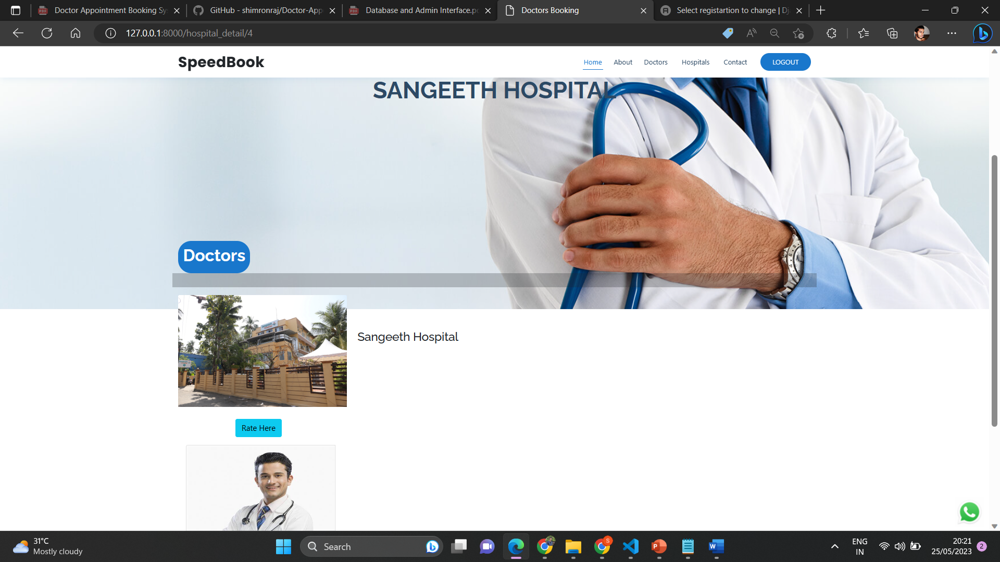 Doctor Appointment Booking Sy
GitHub - shimronraj/Doctor-App
Database and Admin Interface.p
Doctors Booking
Select registartion to change | Dj
127.0.0.1:8000/hospital_detail/4
SpeedBook
Home
About
Doctors
Hospitals
Contact
LOGOUT
SANGEETH HOSPITAL
Doctors
Sangeeth Hospital
Rate Here
31°C
Mostly cloudy
Search
ENG
IN
20:21
25/05/2023
2